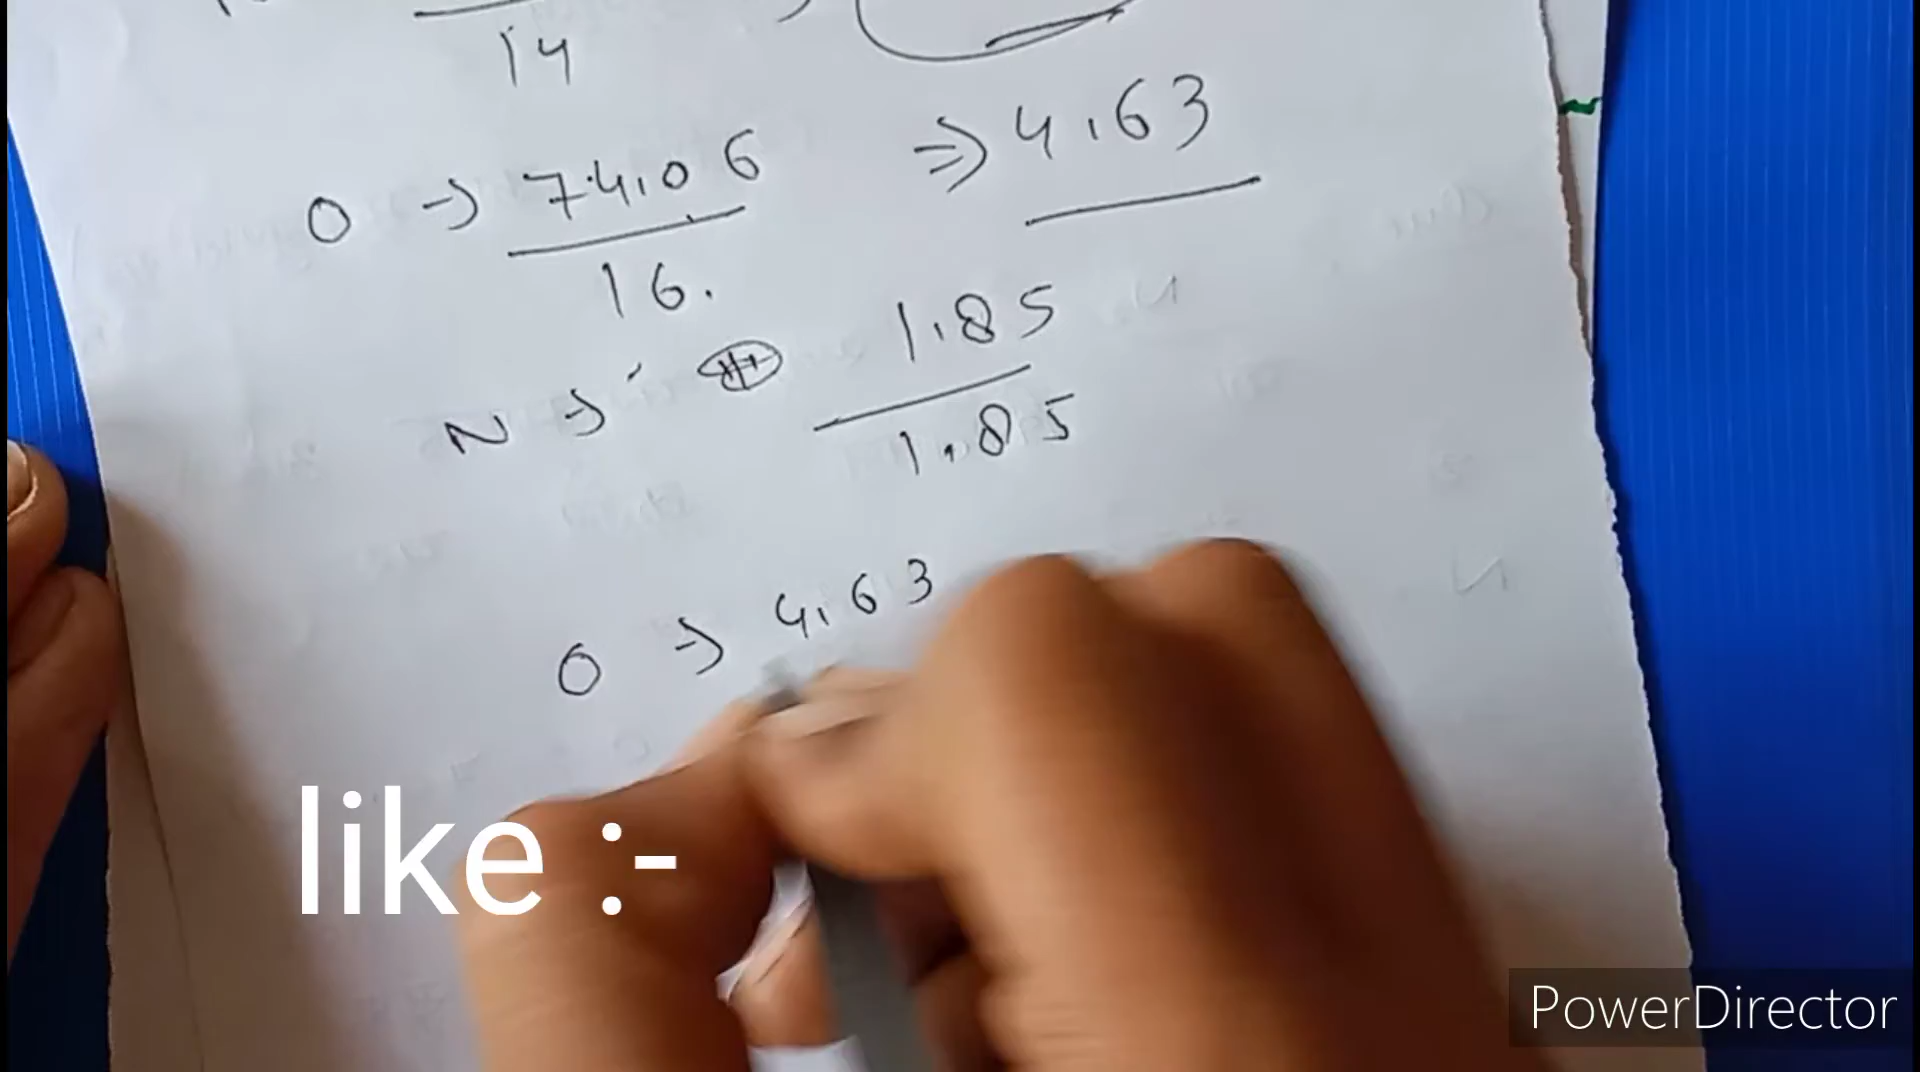 14
O → 74.06 ⇒ 4.63
16.
N → 1.85
1.85
O → 4.63
like :-
PowerDirector